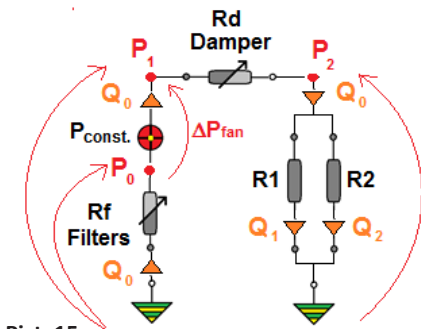 Rd
Damper
P1
P2
Q0
Q0
Pconst.
ΔPfan
P0
R1
R2
Rf
Filters
Q1
Q2
Q0